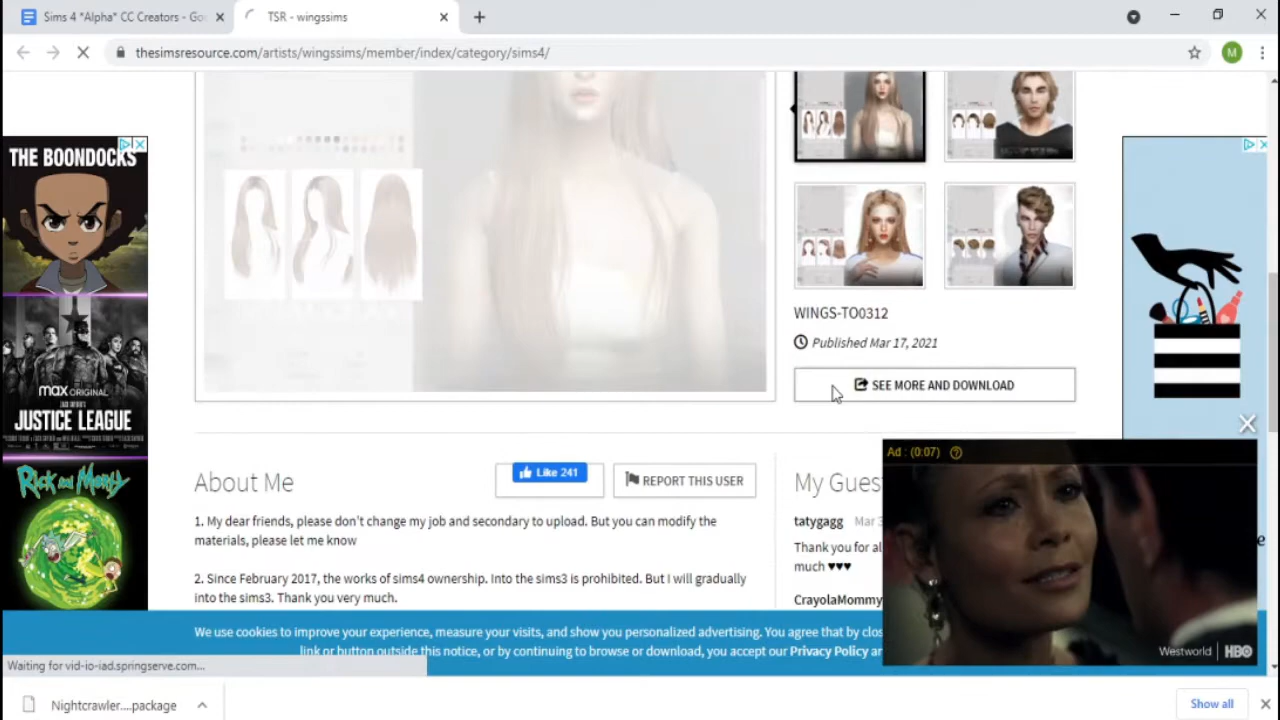 Sims 4 *Alpha* CC Creators - Go
TSR - wingssims
thesimsresource.com/artists/wingssims/member/index/category/sims4/
M
THE BOONDOCKS
max ORIGINAL
JUSTICE LEAGUE
Rick and Morty
WINGS-TO0312
Published Mar 17, 2021
SEE MORE AND DOWNLOAD
About Me
Like 241
REPORT THIS USER
1. My dear friends, please don't change my job and secondary to upload. But you can modify the
materials, please let me know
2. Since February 2017, the works of sims4 ownership. Into the sims3 is prohibited. But I will gradually
into the sims3. Thank you very much.
My Gues
tatygagg Mar 3
Thank you for al
much ♥♥♥
CrayolaMommy
Ad : (0:07)
Westworld HBO
We use cookies to improve your experience, measure your visits, and show you personalized advertising. You agree that by clos
link or button outside this notice, or by continuing to browse or download, you accept our Privacy Policy an
Waiting for vid-io-iad.springserve.com...
Nightcrawler....package
Show all